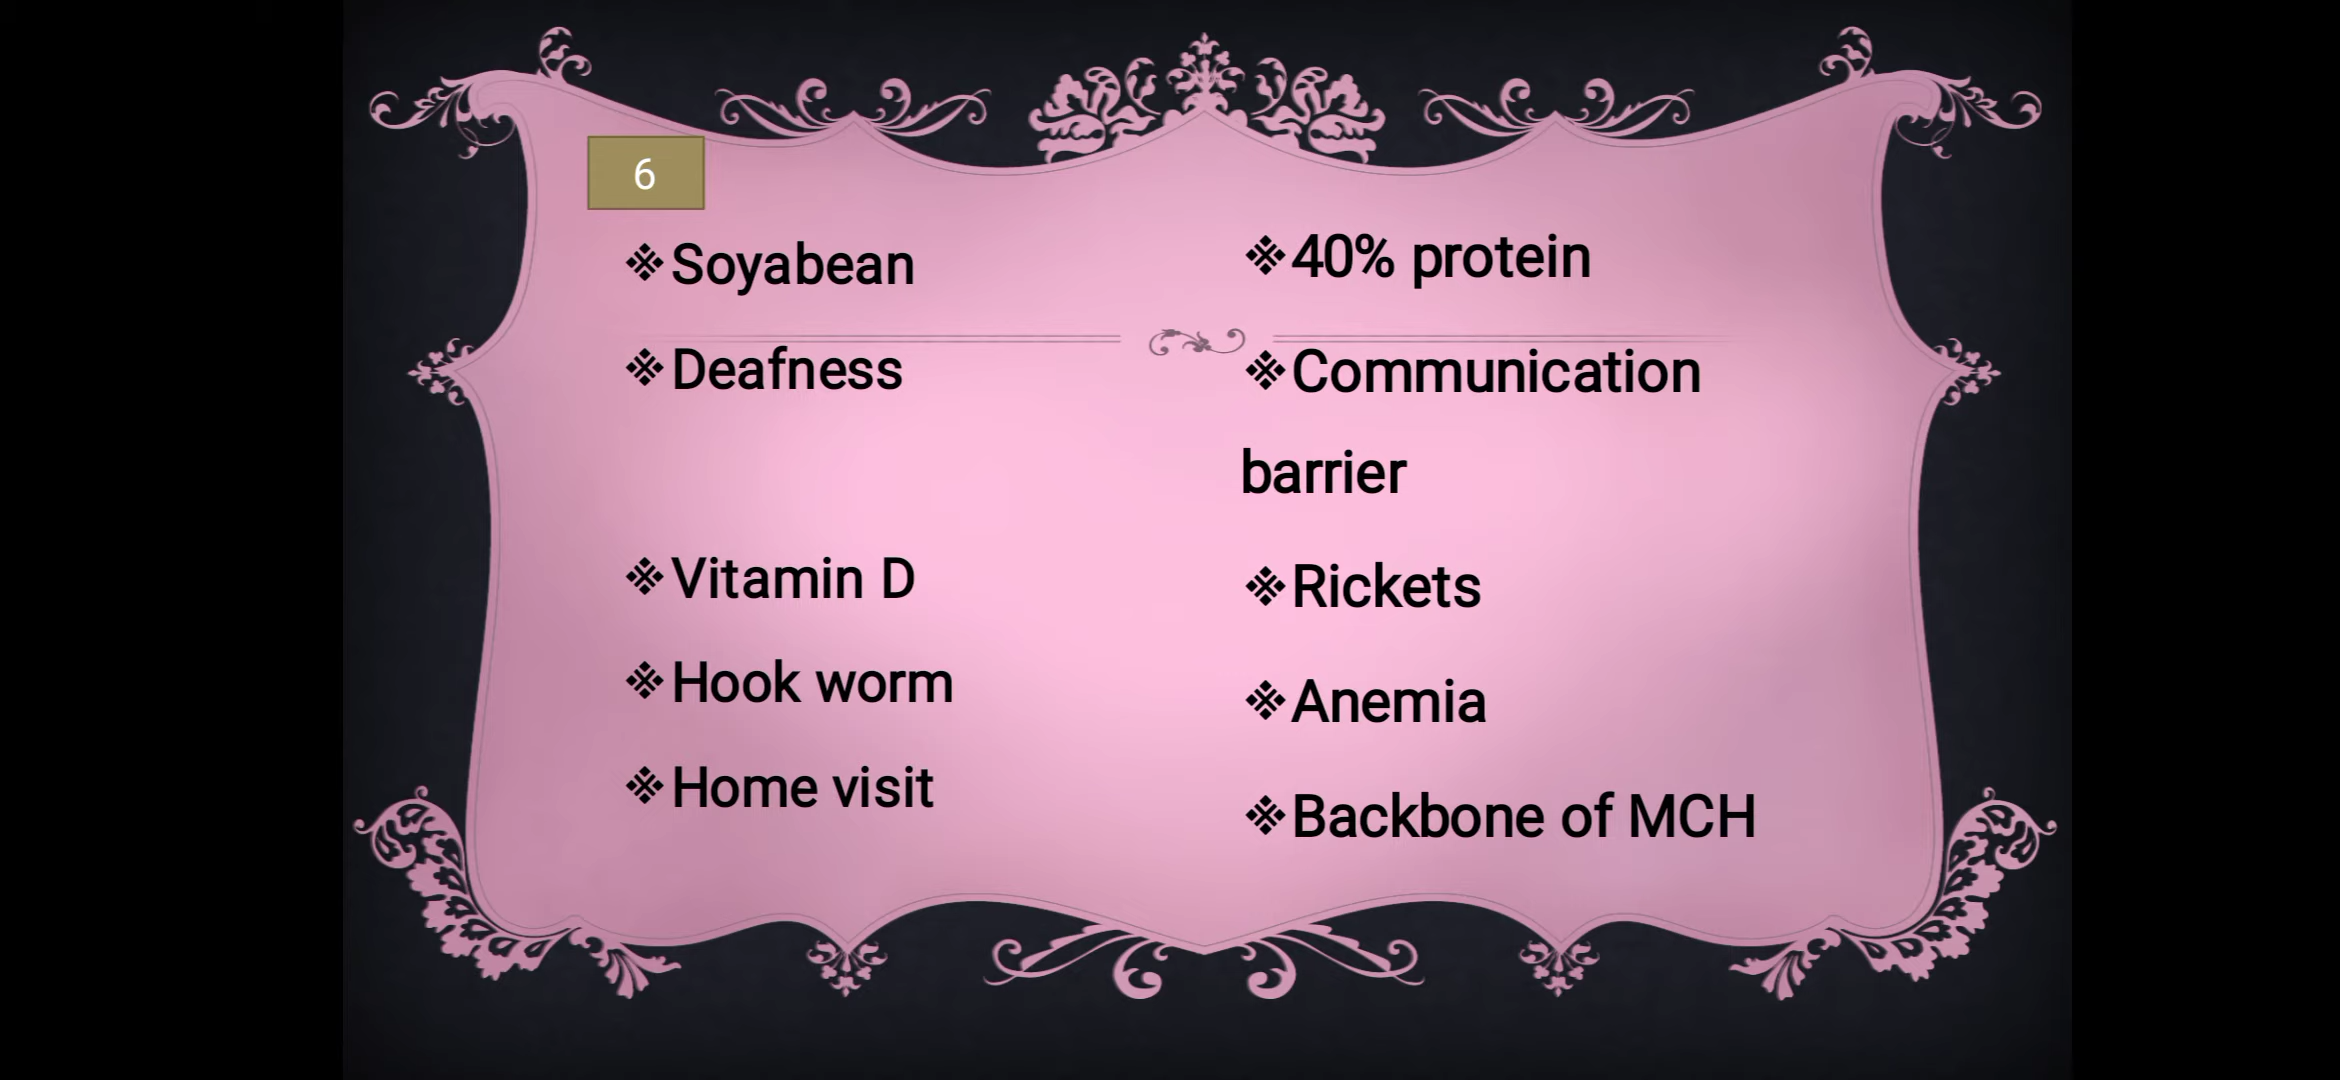 6
❖Soyabean
❖40% protein
❖Deafness
❖Communication
barrier
❖Vitamin D
❖Rickets
❖Hook worm
❖Anemia
❖Home visit
❖Backbone of MCH